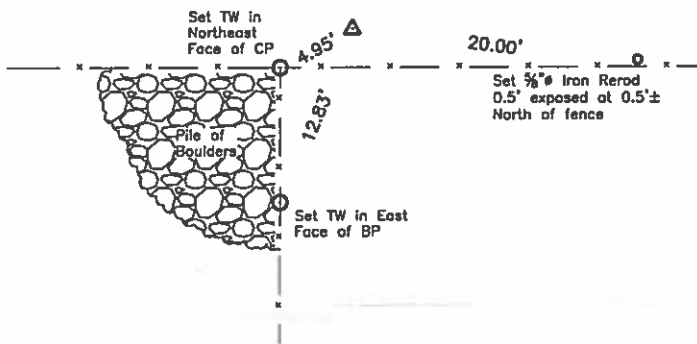 Set TW in
Northeast
Face of CP
4.95'
20.00'
Set ⅝"ø Iron Rerod
0.5' exposed at 0.5'±
North of fence
12.83'
Pile of
Boulders
Set TW in East
Face of BP